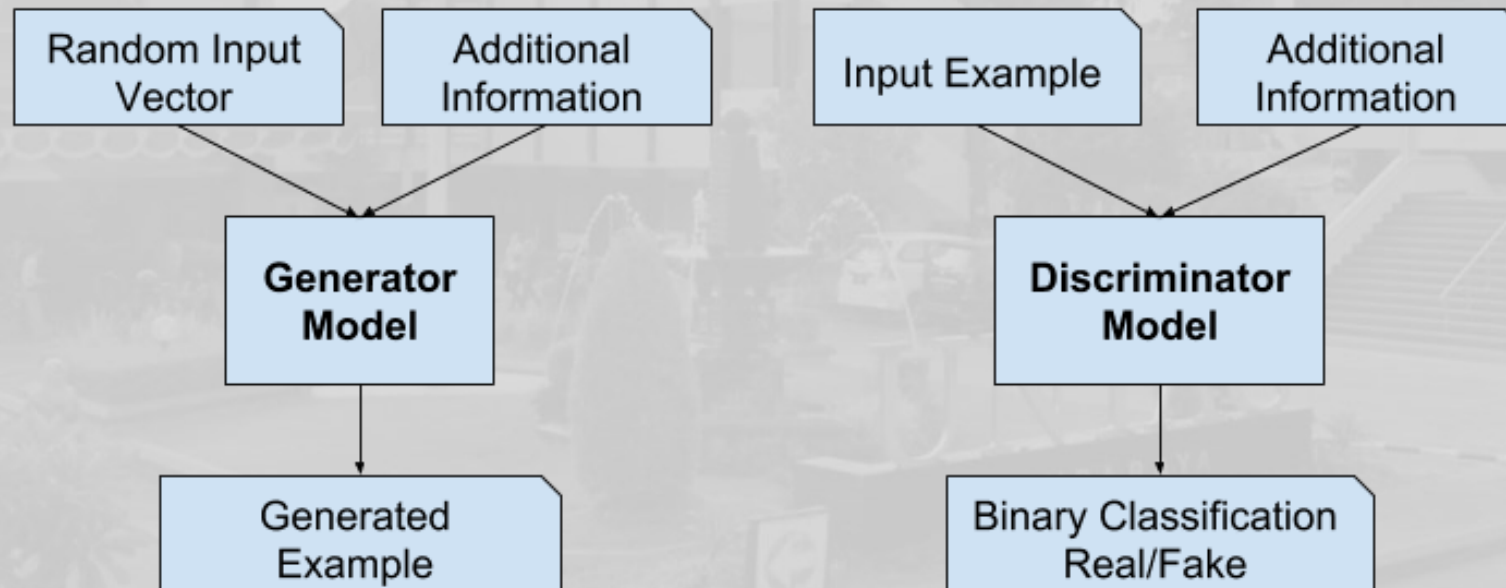 Random Input
Vector
Additional
Information
Input Example
Additional
Information
Generator
Model
Discriminator
Model
Generated
Example
Binary Classification
Real/Fake